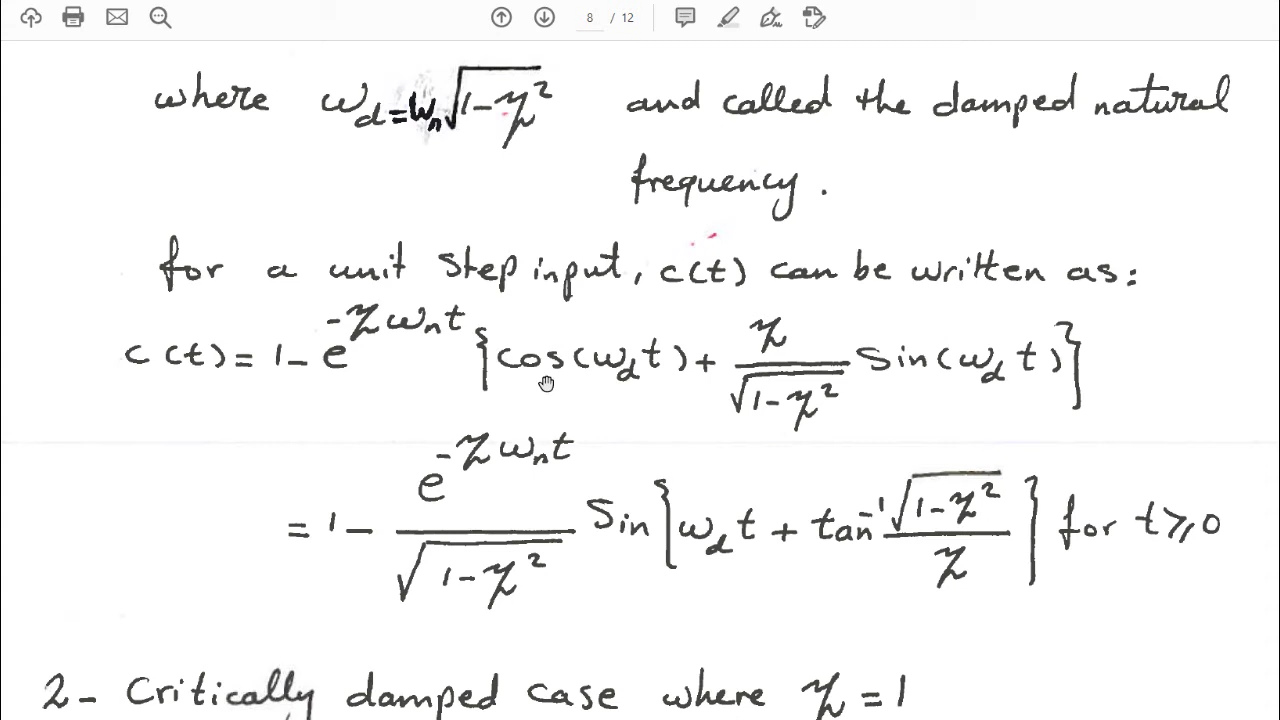 8 / 12
where ω_d = ω_n √(1-ζ²) and called the damped natural
frequency.
for a unit step input, c(t) can be written as:
c(t) = 1 - e^(-ζω_n t) {cos(ω_d t) + ζ/√(1-ζ²) sin(ω_d t)}
= 1 - e^(-ζω_n t)/√(1-ζ²) sin{ω_d t + tan⁻¹ √(1-ζ²)/ζ} for t ≥ 0
2 - Critically damped case where ζ = 1